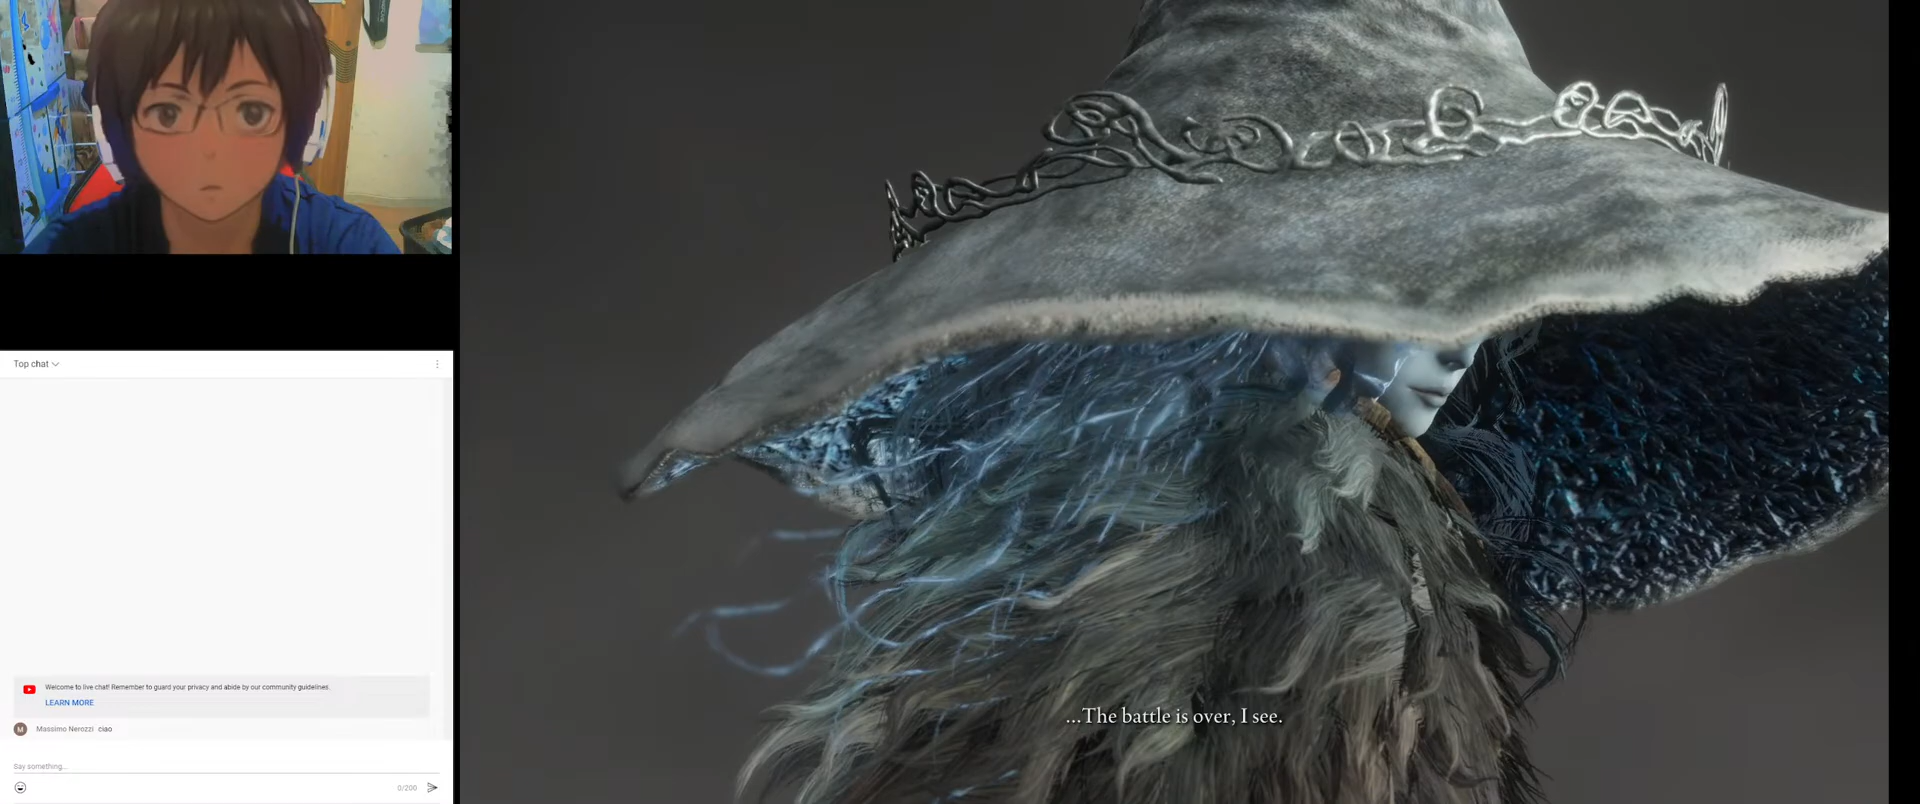 Top chat
Welcome to live chat! Remember to guard your privacy and abide by our community guidelines.
LEARN MORE
M Massimo Nerozzi ciao
Say something...
0/200
...The battle is over, I see.